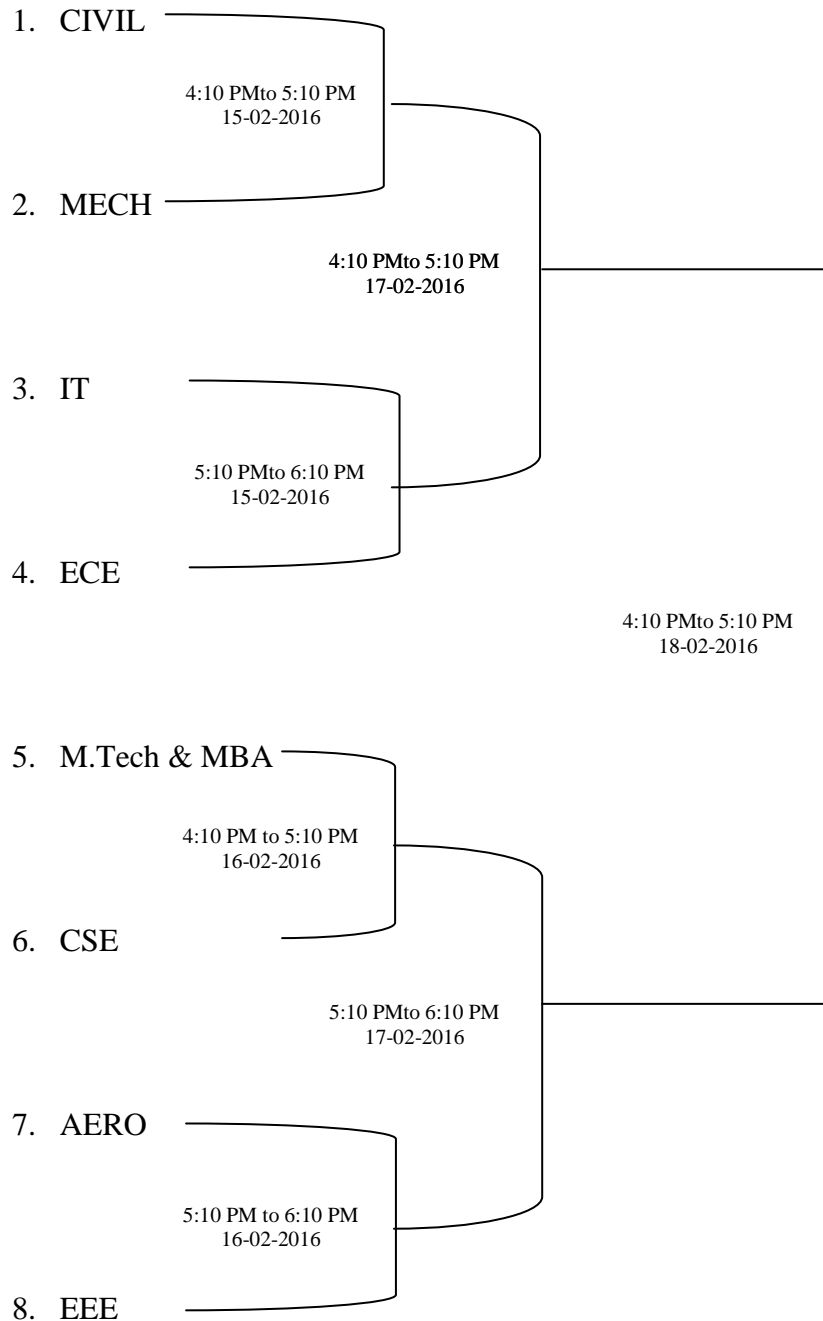 1. CIVIL
4:10 PMto 5:10 PM
15-02-2016
2. MECH
4:10 PMto 5:10 PM
17-02-2016
3. IT
5:10 PMto 6:10 PM
15-02-2016
4. ECE
4:10 PMto 5:10 PM
18-02-2016
5. M.Tech & MBA
4:10 PM to 5:10 PM
16-02-2016
6. CSE
5:10 PMto 6:10 PM
17-02-2016
7. AERO
5:10 PM to 6:10 PM
16-02-2016
8. EEE